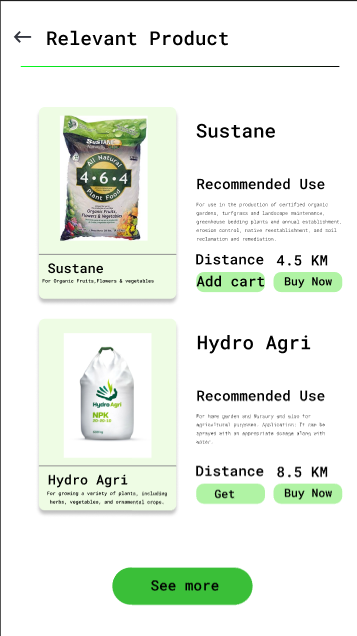 Relevant Product
SUSTANE
All Natural
4•6•4
Plant Food
Organic Fruits,
Flowers & Vegetables
Sustane
For Organic Fruits,Flowers & vegetables
Sustane
Recommended Use
For use in the production of certified organic
gardens, turfgrass and landscape maintenance,
greenhouse bedding plants and annual establishment,
erosion control, native reestablishment, and soil
reclamation and remediation.
Distance 4.5 KM
Add cart Buy Now
HydroAgri
NPK
Hydro Agri
For growing a variety of plants, including
herbs, vegetables, and ornamental crops.
Hydro Agri
Recommended Use
For home garden and Nursury and also for
agricultural purposes. Application: It can be
sprayed with an appropriate dosage along with
water.
Distance 8.5 KM
Get Buy Now
See more